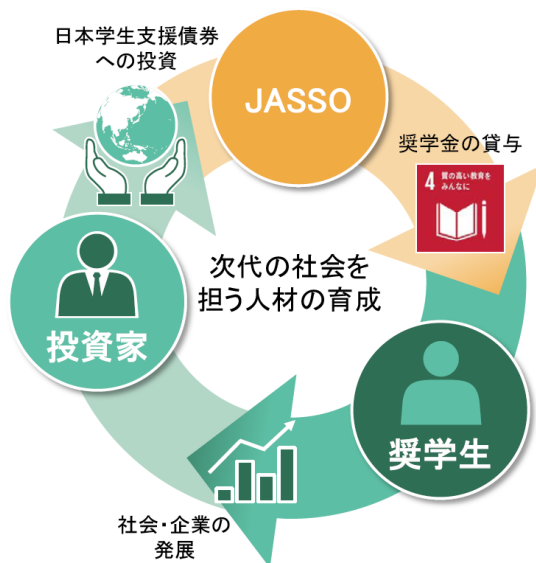 日本学生支援債券
への投資
JASSO
奨学金の貸与
4 質の高い教育を
みんなに
次代の社会を
担う人材の育成
投資家
奨学生
社会・企業の
発展